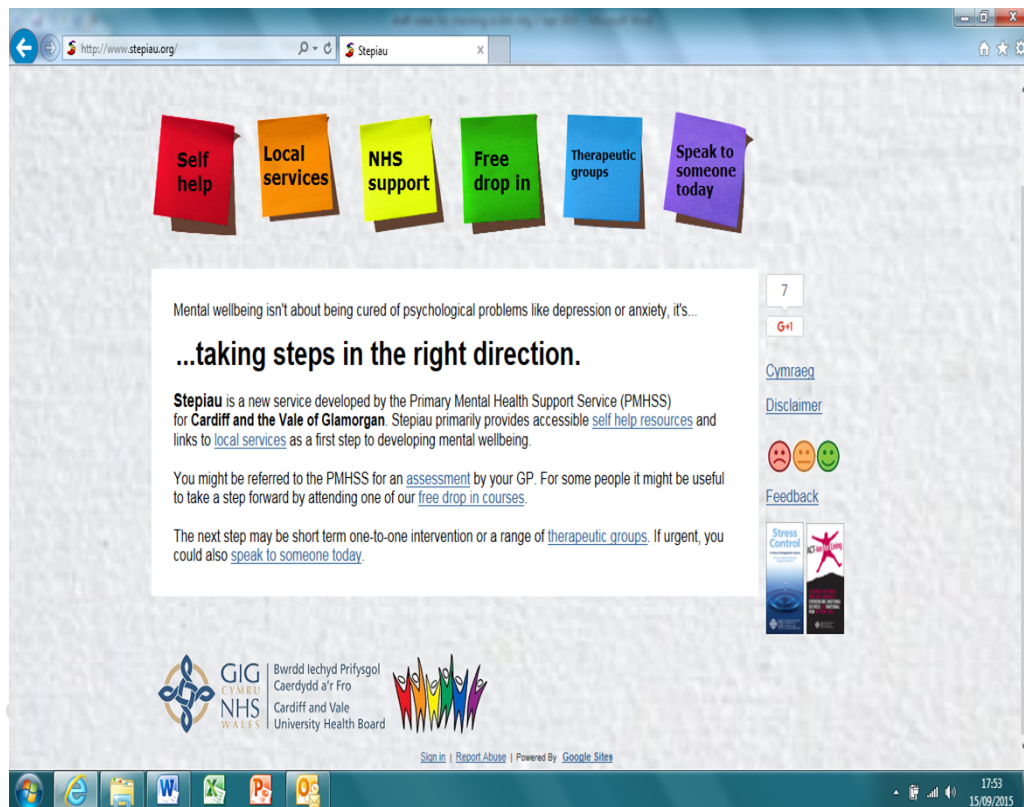 http://www.stepiau.org/
Stepiau
Self
help
Local
services
NHS
support
Free
drop in
Therapeutic
groups
Speak to
someone
today
Mental wellbeing isn't about being cured of psychological problems like depression or anxiety, it's...
...taking steps in the right direction.
Stepiau is a new service developed by the Primary Mental Health Support Service (PMHSS)
for Cardiff and the Vale of Glamorgan. Stepiau primarily provides accessible self help resources and
links to local services as a first step to developing mental wellbeing.
You might be referred to the PMHSS for an assessment by your GP. For some people it might be useful
to take a step forward by attending one of our free drop in courses.
The next step may be short term one-to-one intervention or a range of therapeutic groups. If urgent, you
could also speak to someone today.
7
G+1
Cymraeg
Disclaimer
Feedback
Stress
Control
ACT-ion for Living
GIG
CYMRU
NHS
WALES
Bwrdd Iechyd Prifysgol
Caerdydd a'r Fro
Cardiff and Vale
University Health Board
Sign in | Report Abuse | Powered By Google Sites
17:53
15/09/2015